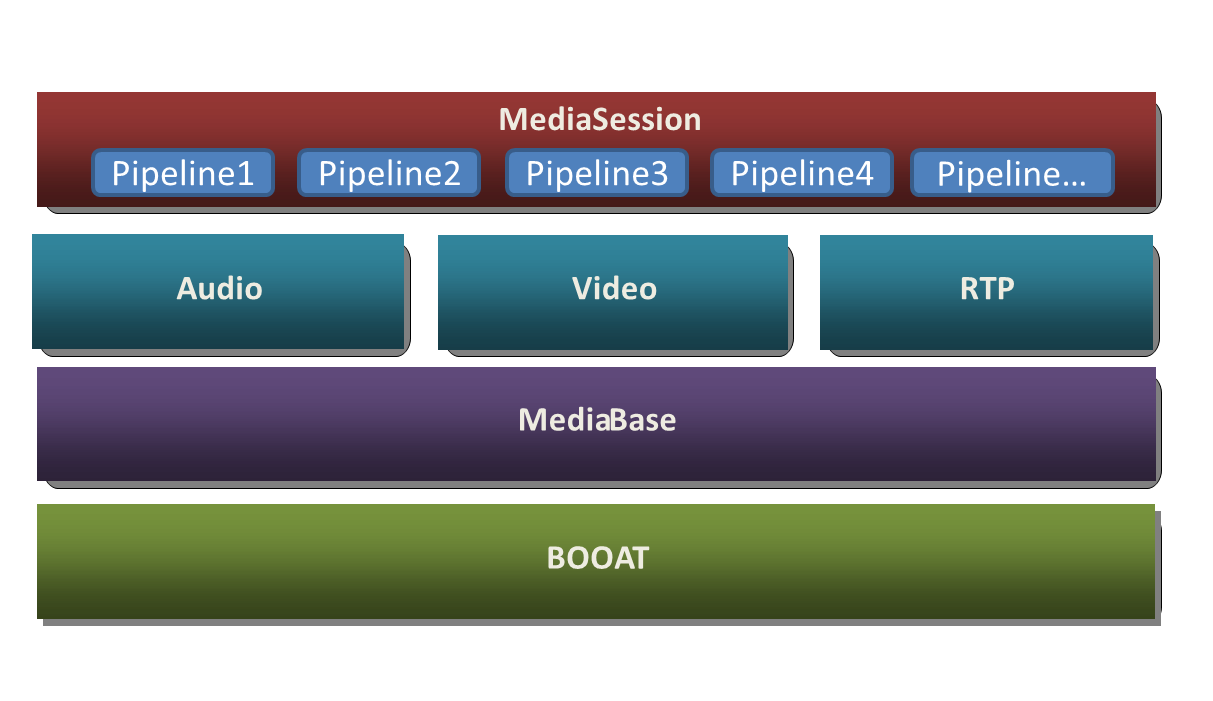 MediaSession
Pipeline1 Pipeline2 Pipeline3 Pipeline4 Pipeline...
Audio Video RTP
MediaBase
BOOAT